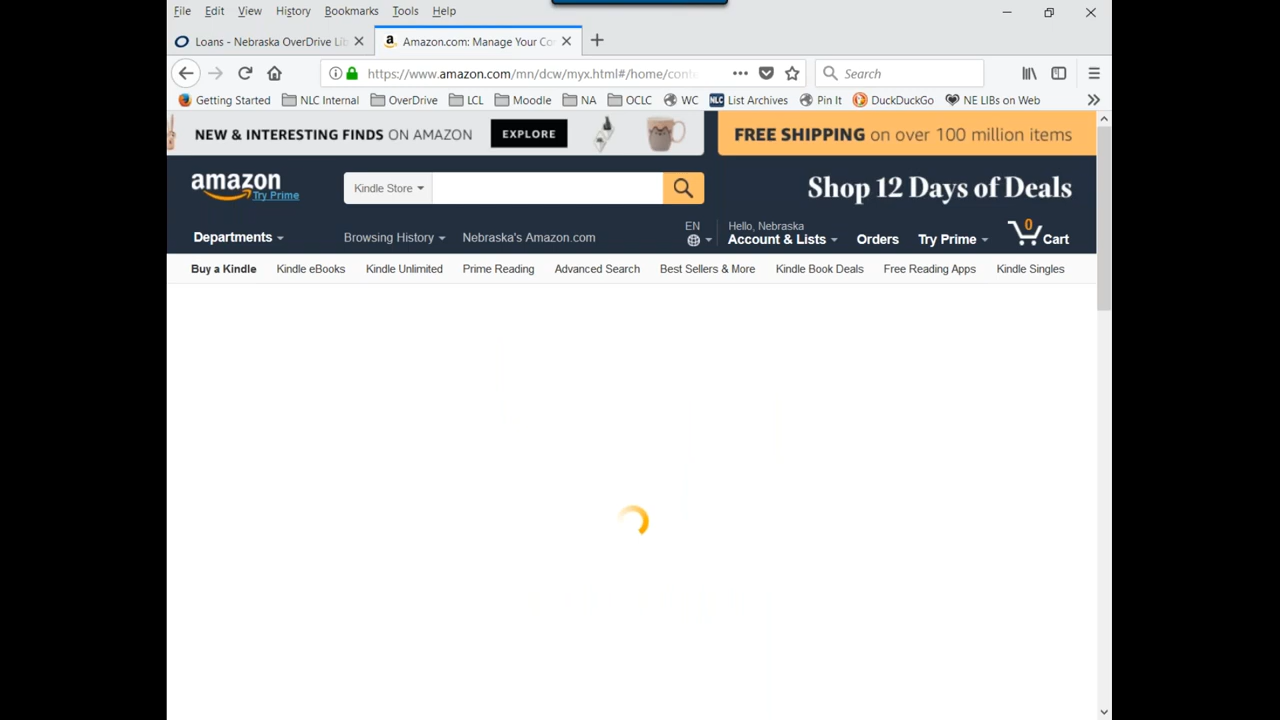 File Edit View History Bookmarks Tools Help
Loans - Nebraska OverDrive Lib
a Amazon.com: Manage Your Co
https://www.amazon.com/mn/dcw/myx.html#/home/conte
Search
Getting Started NLC Internal OverDrive LCL Moodle NA OCLC WC NLC List Archives Pin It DuckDuckGo NE LIBs on Web
NEW & INTERESTING FINDS ON AMAZON EXPLORE FREE SHIPPING on over 100 million items
amazon
Try Prime
Kindle Store
Shop 12 Days of Deals
Departments Browsing History Nebraska's Amazon.com
EN
Hello, Nebraska
Account & Lists Orders Try Prime 0 Cart
Buy a Kindle Kindle eBooks Kindle Unlimited Prime Reading Advanced Search Best Sellers & More Kindle Book Deals Free Reading Apps Kindle Singles